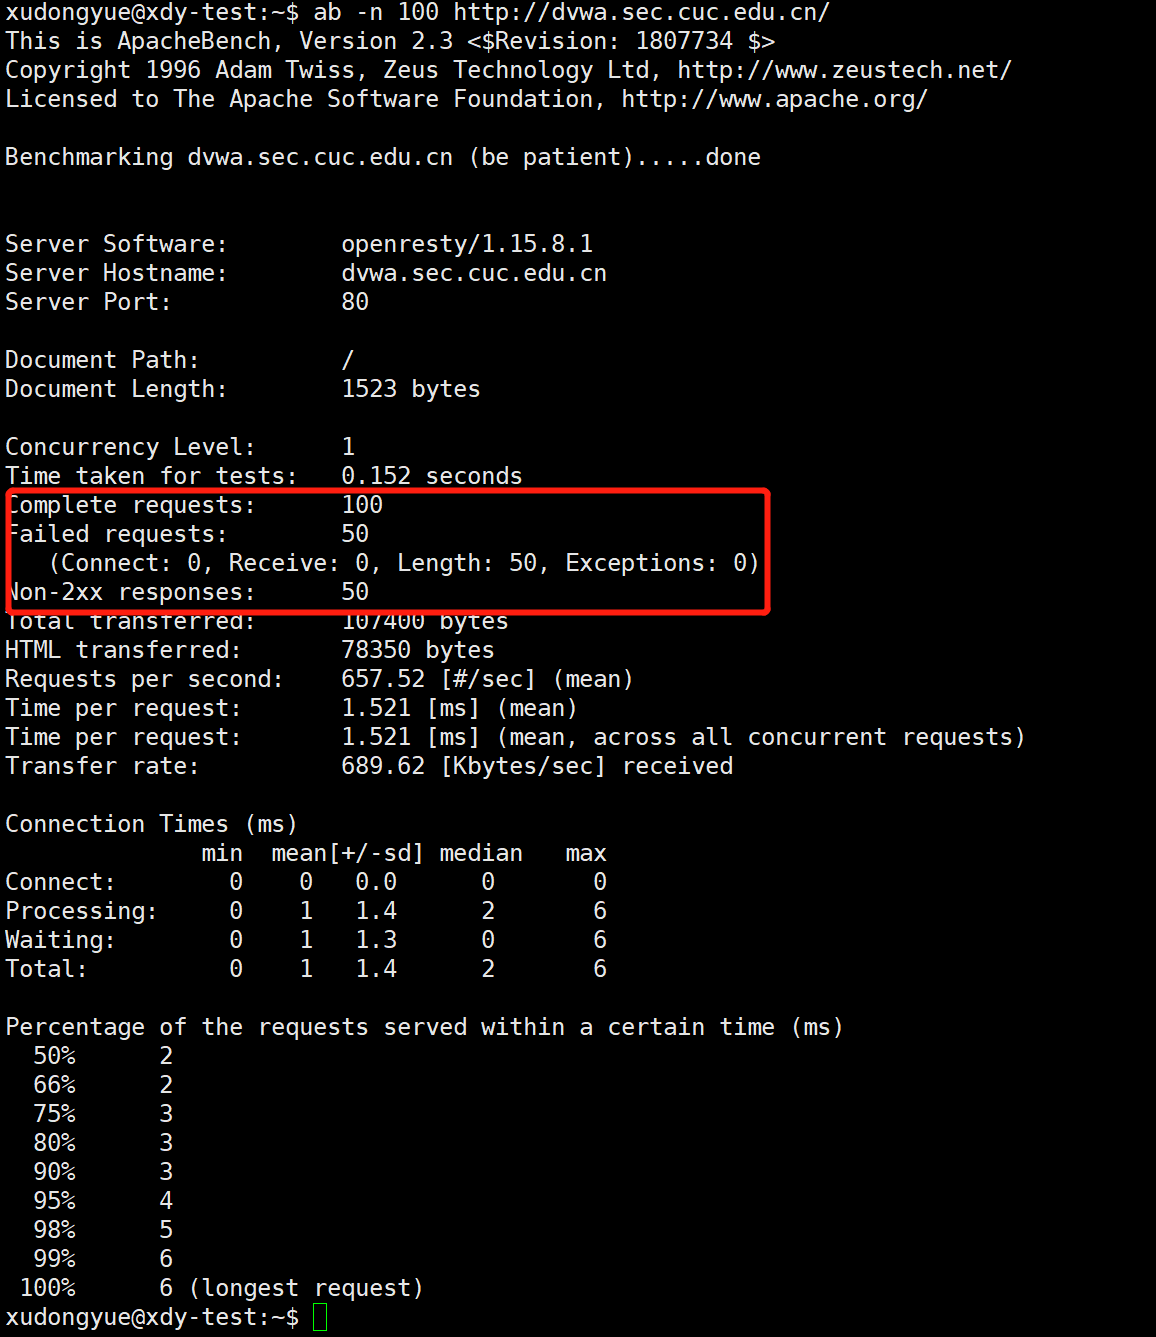 xudongyue@xdy-test:~$ ab -n 100 http://dvwa.sec.cuc.edu.cn/
This is ApacheBench, Version 2.3 <$Revision: 1807734 $>
Copyright 1996 Adam Twiss, Zeus Technology Ltd, http://www.zeustech.net/
Licensed to The Apache Software Foundation, http://www.apache.org/

Benchmarking dvwa.sec.cuc.edu.cn (be patient).....done


Server Software:        openresty/1.15.8.1
Server Hostname:        dvwa.sec.cuc.edu.cn
Server Port:            80

Document Path:          /
Document Length:        1523 bytes

Concurrency Level:      1
Time taken for tests:   0.152 seconds
Complete requests:      100
Failed requests:        50
   (Connect: 0, Receive: 0, Length: 50, Exceptions: 0)
Non-2xx responses:      50
Total transferred:      107400 bytes
HTML transferred:       78350 bytes
Requests per second:    657.52 [#/sec] (mean)
Time per request:       1.521 [ms] (mean)
Time per request:       1.521 [ms] (mean, across all concurrent requests)
Transfer rate:          689.62 [Kbytes/sec] received

Connection Times (ms)
              min  mean[+/-sd] median   max
Connect:        0    0   0.0      0       0
Processing:     0    1   1.4      2       6
Waiting:        0    1   1.3      0       6
Total:          0    1   1.4      2       6

Percentage of the requests served within a certain time (ms)
  50%      2
  66%      2
  75%      3
  80%      3
  90%      3
  95%      4
  98%      5
  99%      6
 100%      6 (longest request)
xudongyue@xdy-test:~$